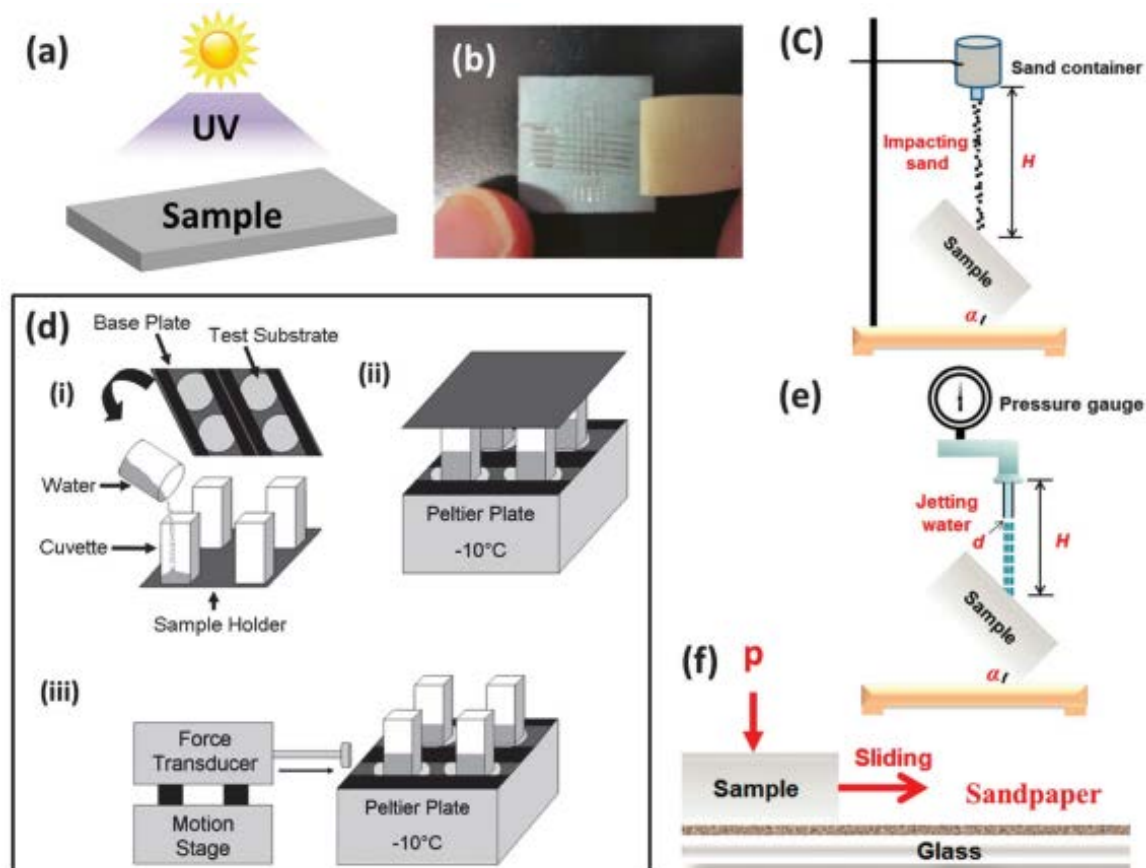 (a)
UV
Sample
(b)
(C)
Sand container
Impacting
sand
H
Sample
α
(d)
Base Plate
Test Substrate
(i)
Water
Cuvette
Sample Holder
(ii)
Peltier Plate
-10°C
(iii)
Force
Transducer
Motion
Stage
Peltier Plate
-10°C
(e)
Pressure gauge
Jetting
water
d
H
Sample
α
(f)
p
Sample
Sliding
Sandpaper
Glass